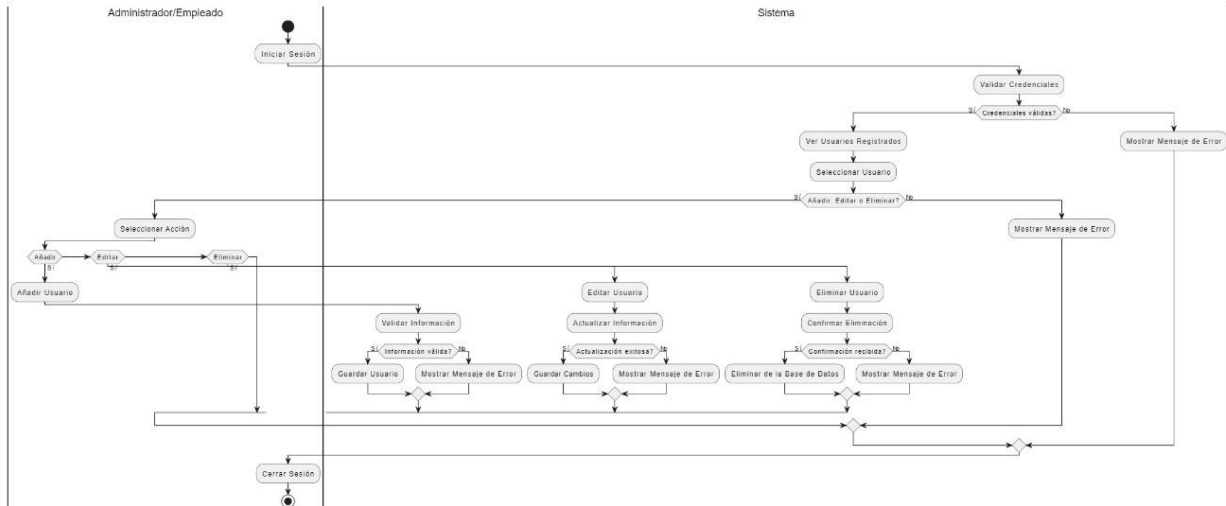 Administrador/Empleado
Sistema
Iniciar Sesión
Validar Credenciales
Sí
Credenciales válidas?
No
Ver Usuarios Registrados
Mostrar Mensaje de Error
Seleccionar Usuario
Sí
Añadir, Editar o Eliminar?
No
Seleccionar Acción
Mostrar Mensaje de Error
Añadir
Editar
Eliminar
Sí
Sí
Sí
Añadir Usuario
Editar Usuario
Eliminar Usuario
Validar Información
Actualizar Información
Confirmar Eliminación
Sí
Información válida?
No
Sí
Actualización exitosa?
No
Sí
Confirmación recibida?
No
Guardar Usuario
Mostrar Mensaje de Error
Guardar Cambios
Mostrar Mensaje de Error
Eliminar de la Base de Datos
Mostrar Mensaje de Error
Cerrar Sesión